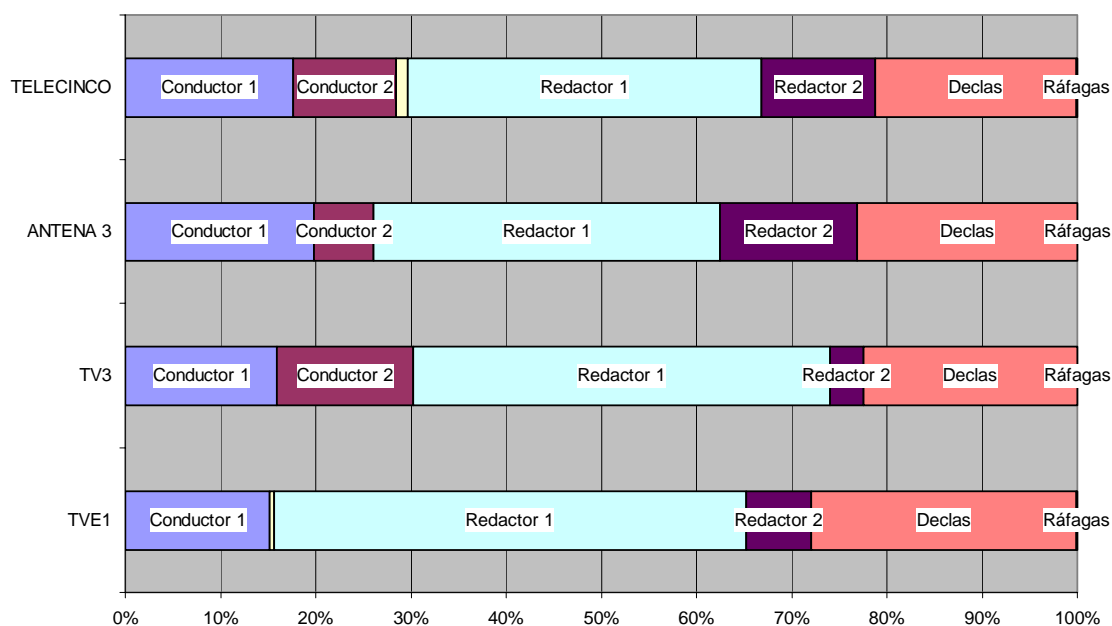 TELECINCO Conductor 1 Conductor 2 Redactor 1 Redactor 2 Declas Ráfagas
ANTENA 3 Conductor 1 Conductor 2 Redactor 1 Redactor 2 Declas Ráfagas
TV3 Conductor 1 Conductor 2 Redactor 1 Redactor 2 Declas Ráfagas
TVE1 Conductor 1 Redactor 1 Redactor 2 Declas Ráfagas
0% 10% 20% 30% 40% 50% 60% 70% 80% 90% 100%